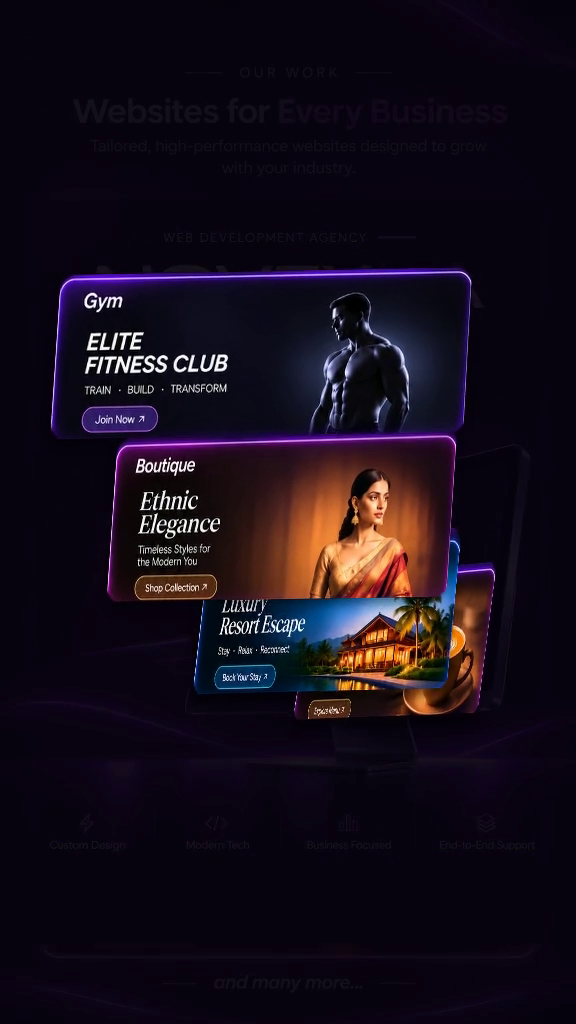 OUR WORK
Websites for Every Business
Tailored, high-performance websites designed to grow
with your industry.
WEB DEVELOPMENT AGENCY
Gym
ELITE
FITNESS CLUB
TRAIN · BUILD · TRANSFORM
Join Now ↗
Boutique
Ethnic
Elegance
Timeless Styles for
the Modern You
Shop Collection ↗
Luxury
Resort Escape
Stay · Relax · Reconnect
Book Your Stay ↗
Explore Menu ↗
Custom Design
Modern Tech
Business Focused
End-to-End Support
and many more...